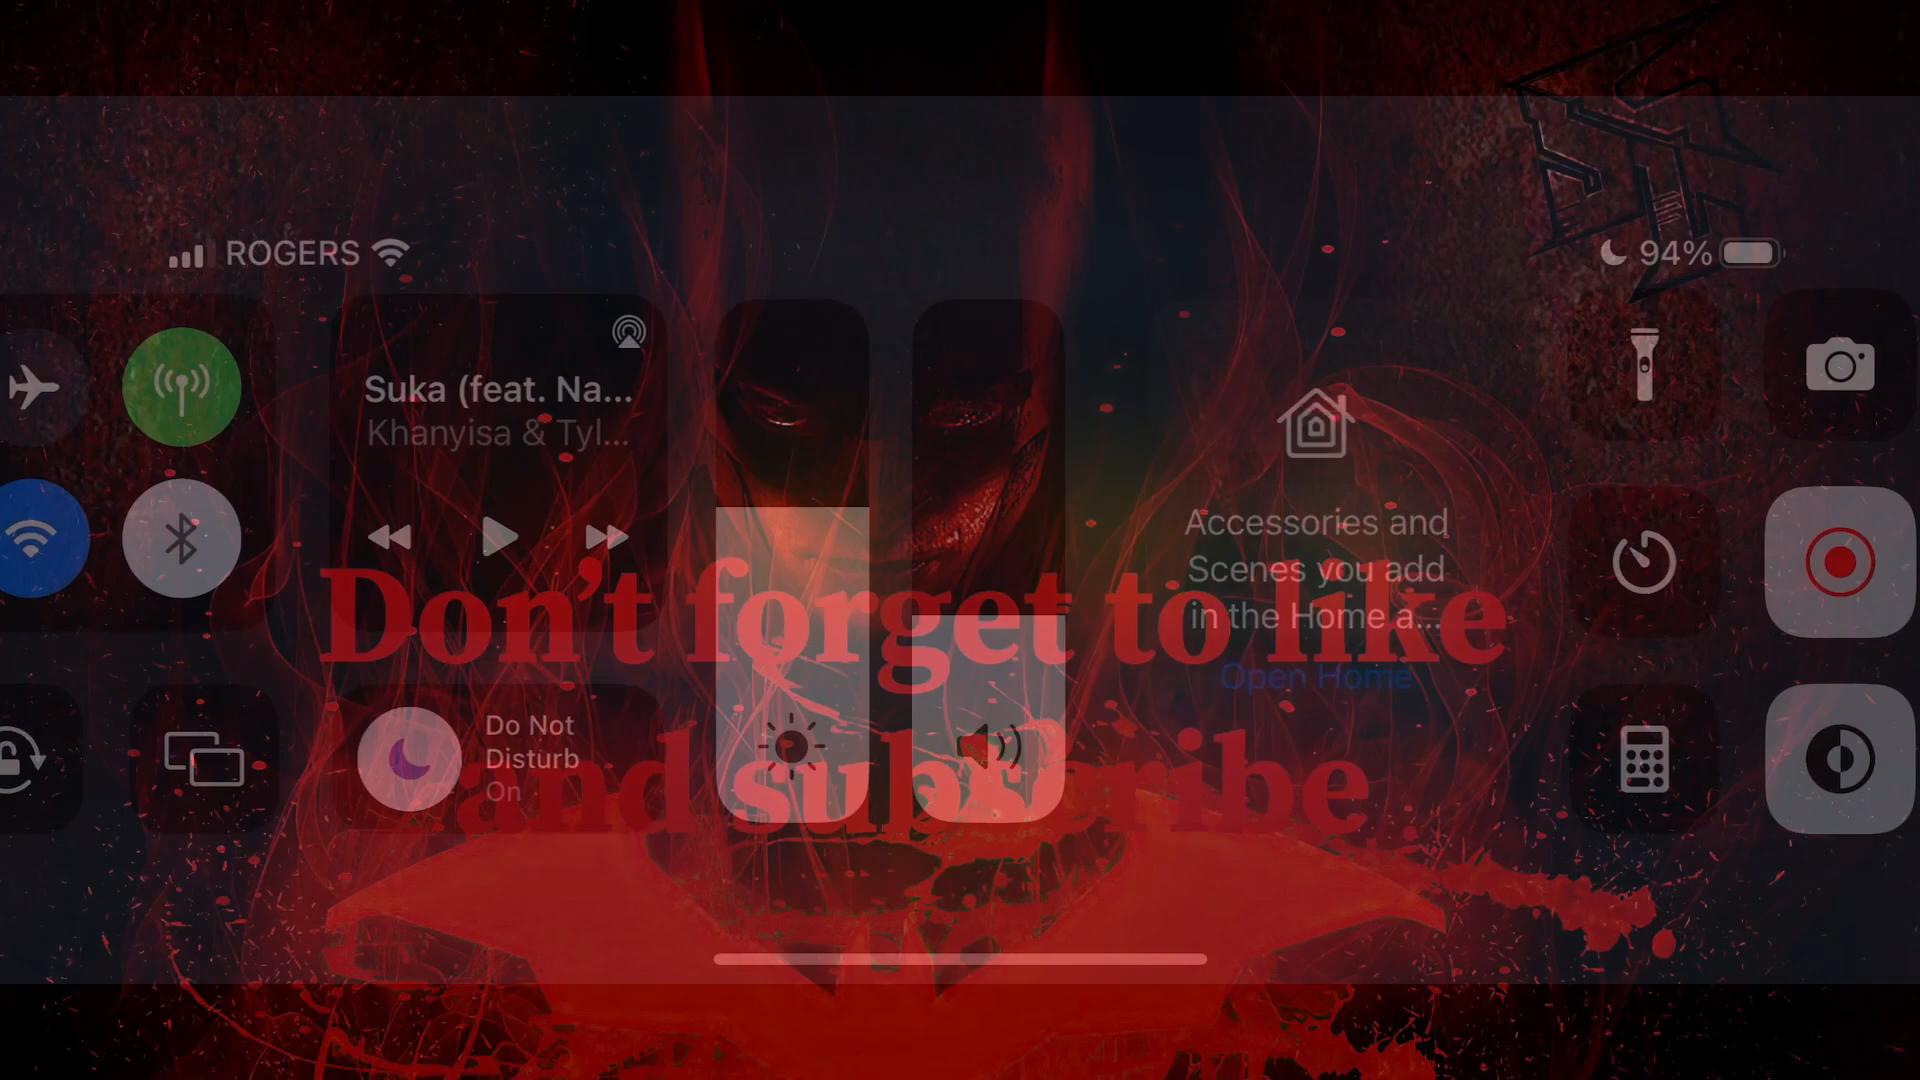 ROGERS
94%
Suka (feat. Na...
Khanyisa & Tyl...
Accessories and
Scenes you add
in the Home a...
Open Home
Don't forget to like
and subscribe
Do Not
Disturb
On